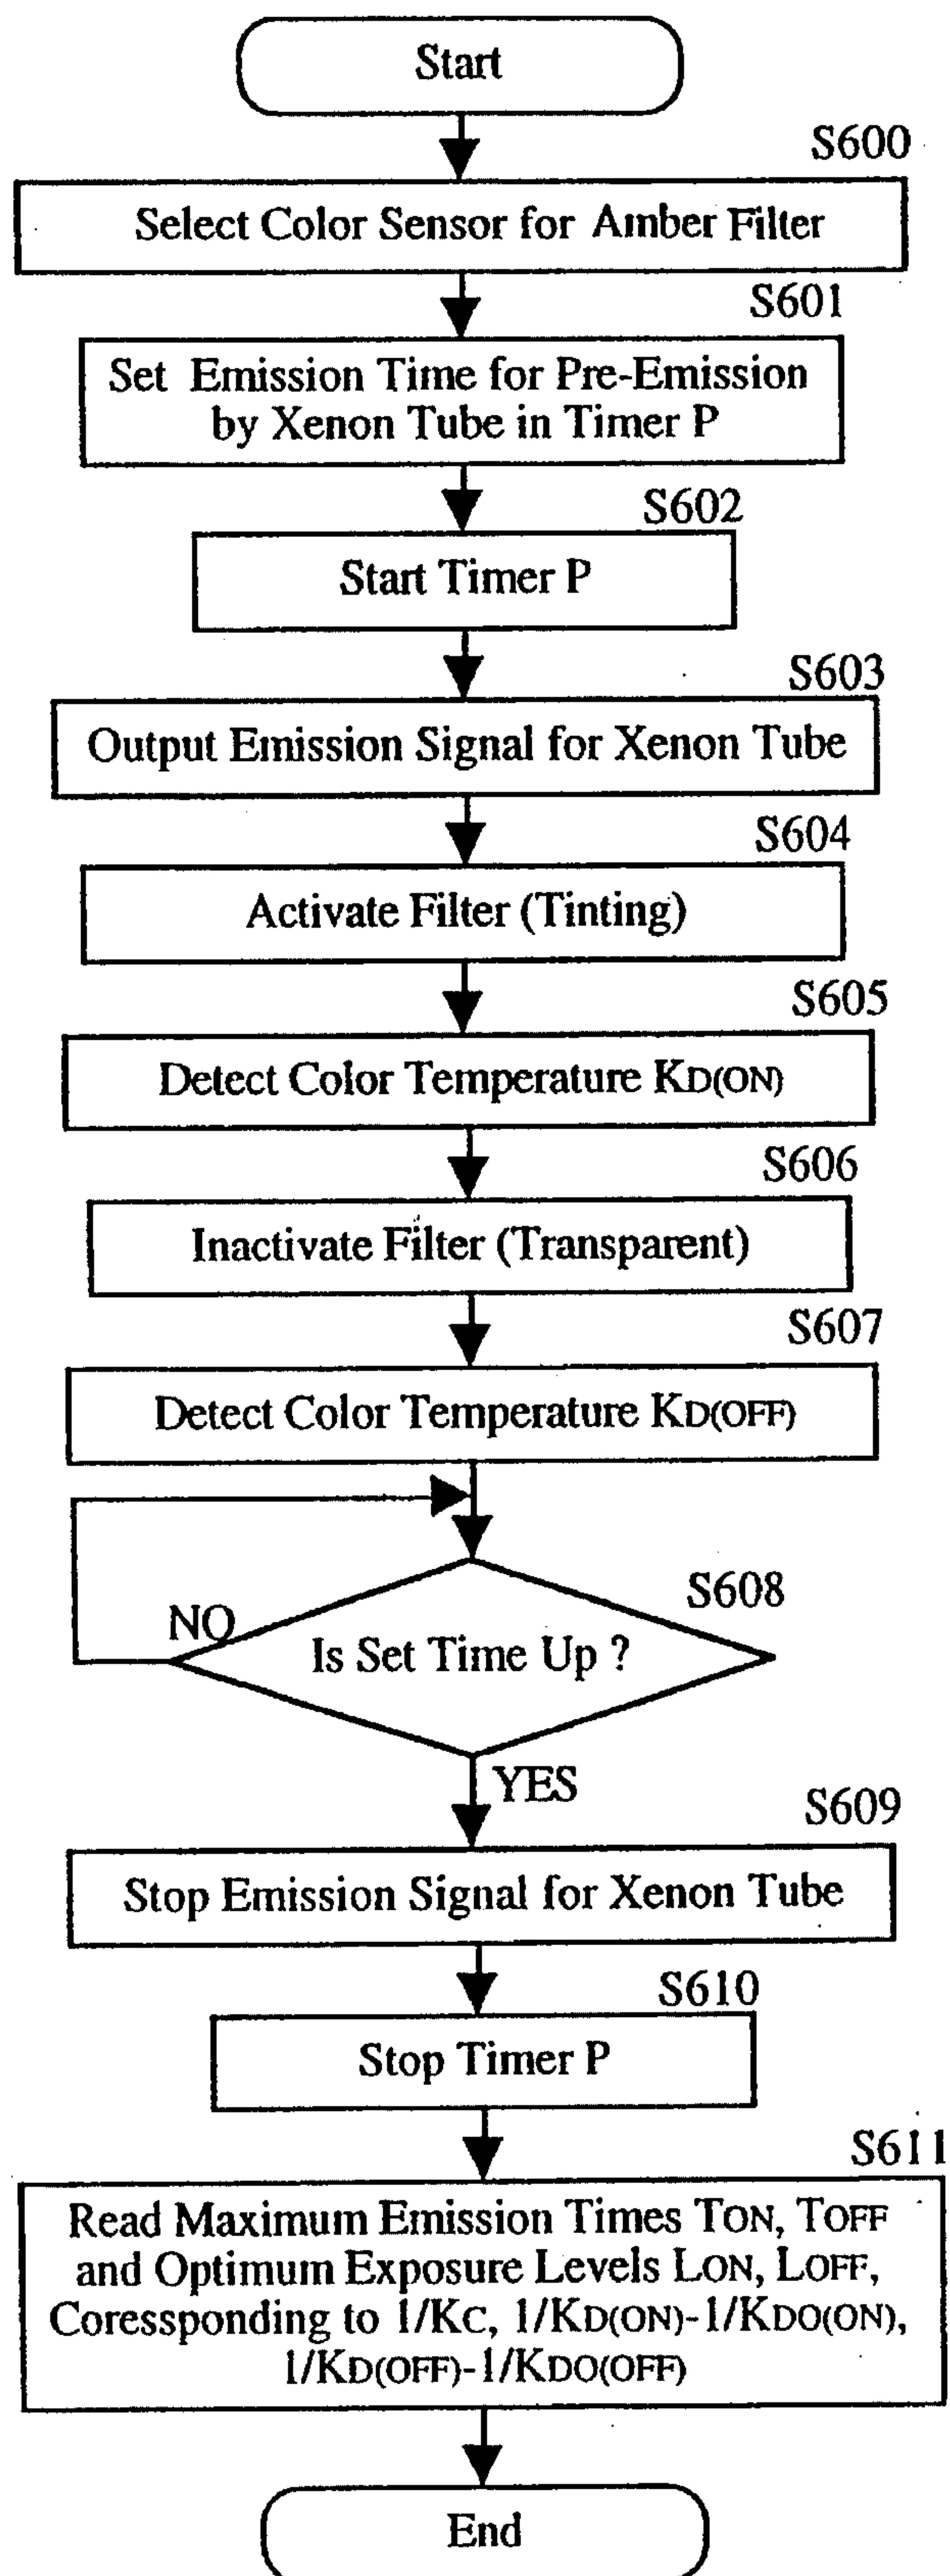 Start
S600
Select Color Sensor for Amber Filter
S601
Set Emission Time for Pre-Emission
by Xenon Tube in Timer P
S602
Start Timer P
S603
Output Emission Signal for Xenon Tube
S604
Activate Filter (Tinting)
S605
Detect Color Temperature KD(ON)
S606
Inactivate Filter (Transparent)
S607
Detect Color Temperature KD(OFF)
S608
NO
Is Set Time Up ?
YES
S609
Stop Emission Signal for Xenon Tube
S610
Stop Timer P
S611
Read Maximum Emission Times TON, TOFF
and Optimum Exposure Levels LON, LOFF,
Coressponding to 1/KC, 1/KD(ON)-1/KDO(ON),
1/KD(OFF)-1/KDO(OFF)
End